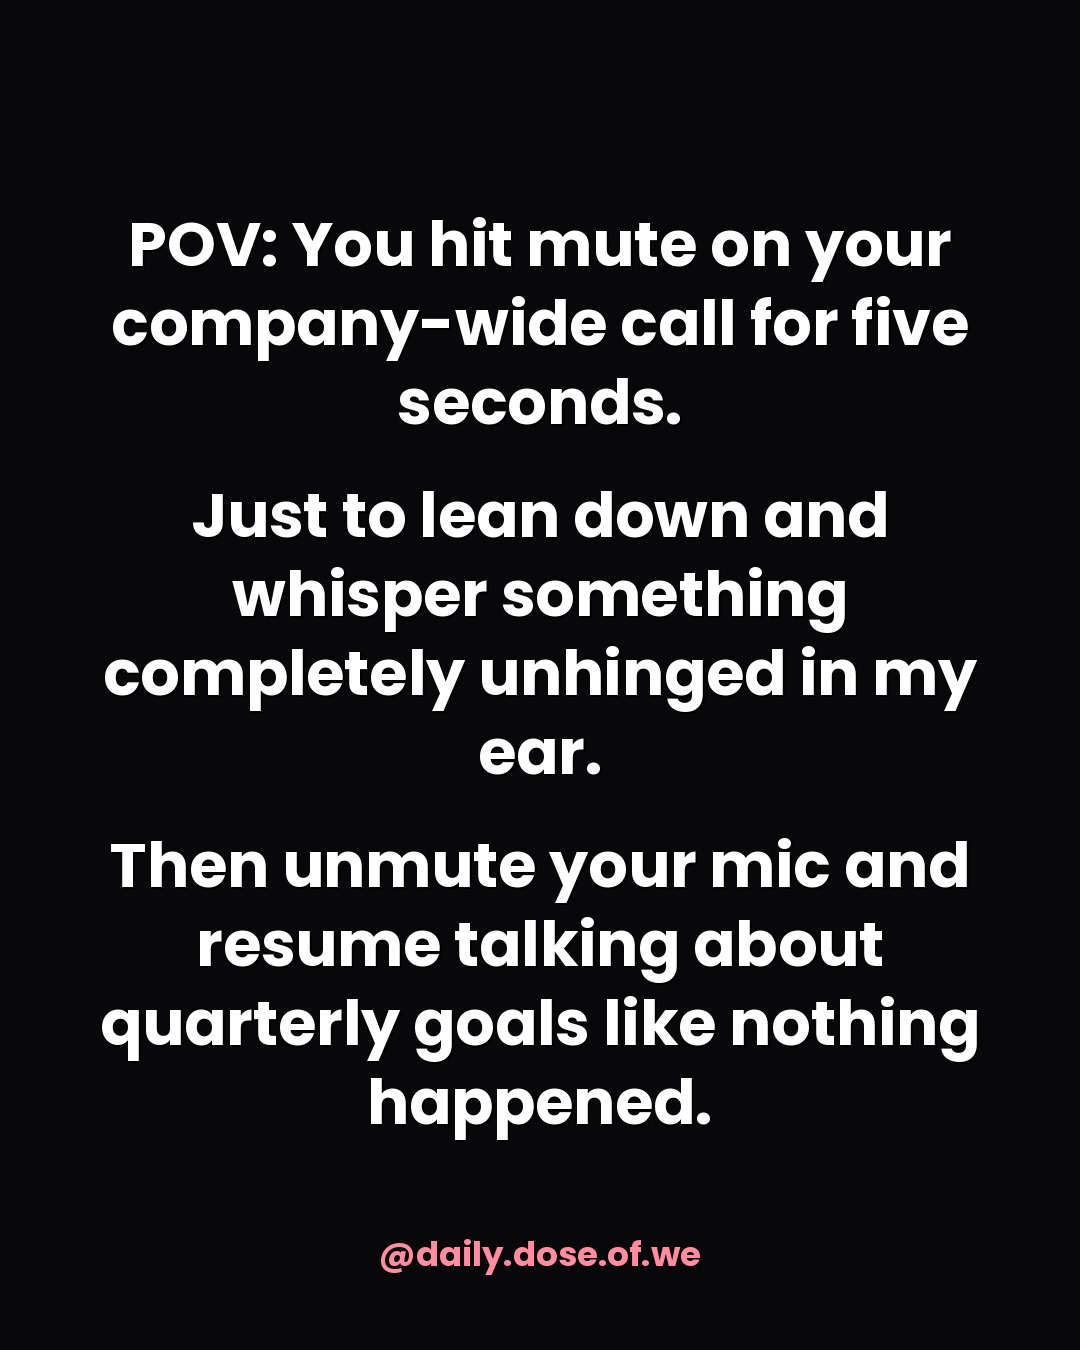 POV: You hit mute on your
company-wide call for five
seconds.
Just to lean down and
whisper something
completely unhinged in my
ear.
Then unmute your mic and
resume talking about
quarterly goals like nothing
happened.
@daily.dose.of.we